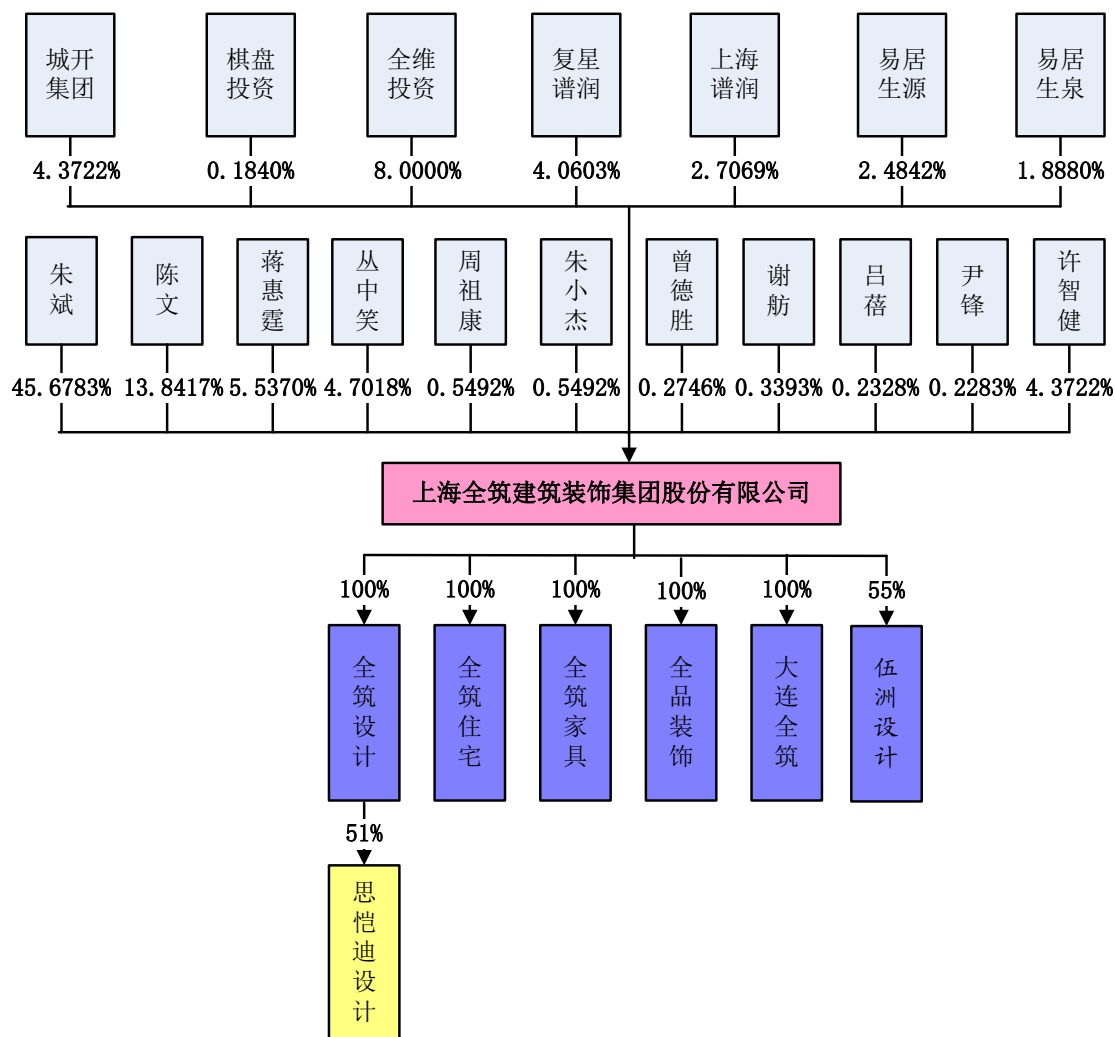 城开
集团
棋盘
投资
全维
投资
复星
谱润
上海
谱润
易居
生源
易居
生泉
4.3722%
0.1840%
8.0000%
4.0603%
2.7069%
2.4842%
1.8880%
朱斌
陈文
蒋惠霆
丛中笑
周祖康
朱小杰
曾德胜
谢舫
吕蓓
尹锋
许智健
45.6783%
13.8417%
5.5370%
4.7018%
0.5492%
0.5492%
0.2746%
0.3393%
0.2328%
0.2283%
4.3722%
上海全筑建筑装饰集团股份有限公司
100%
100%
100%
100%
100%
55%
全筑设计
全筑住宅
全筑家具
全品装饰
大连全筑
伍洲设计
51%
思恺迪设计